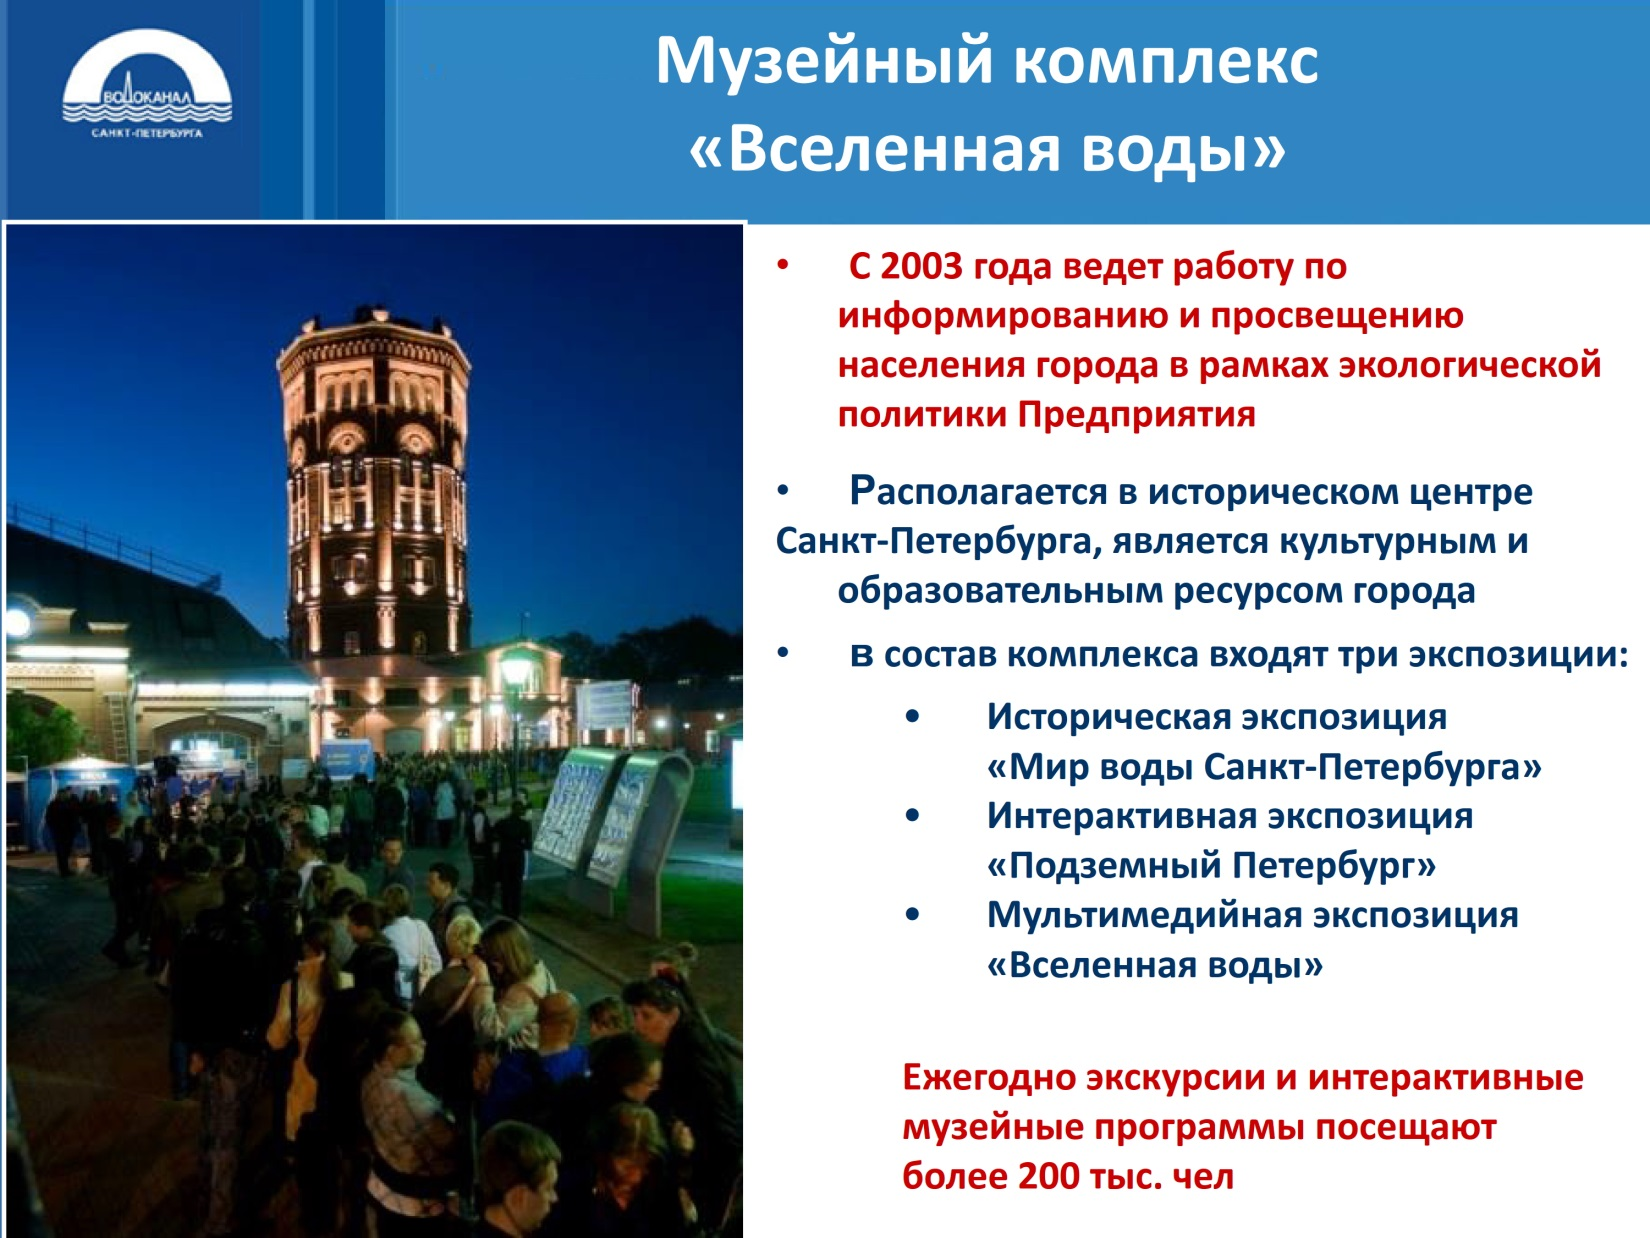 ВОДОКАНАЛ
САНКТ-ПЕТЕРБУРГА
Музейный комплекс
«Вселенная воды»
• С 2003 года ведет работу по
информированию и просвещению
населения города в рамках экологической
политики Предприятия
• Располагается в историческом центре
Санкт-Петербурга, является культурным и
образовательным ресурсом города
• в состав комплекса входят три экспозиции:
• Историческая экспозиция
«Мир воды Санкт-Петербурга»
• Интерактивная экспозиция
«Подземный Петербург»
• Мультимедийная экспозиция
«Вселенная воды»
Ежегодно экскурсии и интерактивные
музейные программы посещают
более 200 тыс. чел